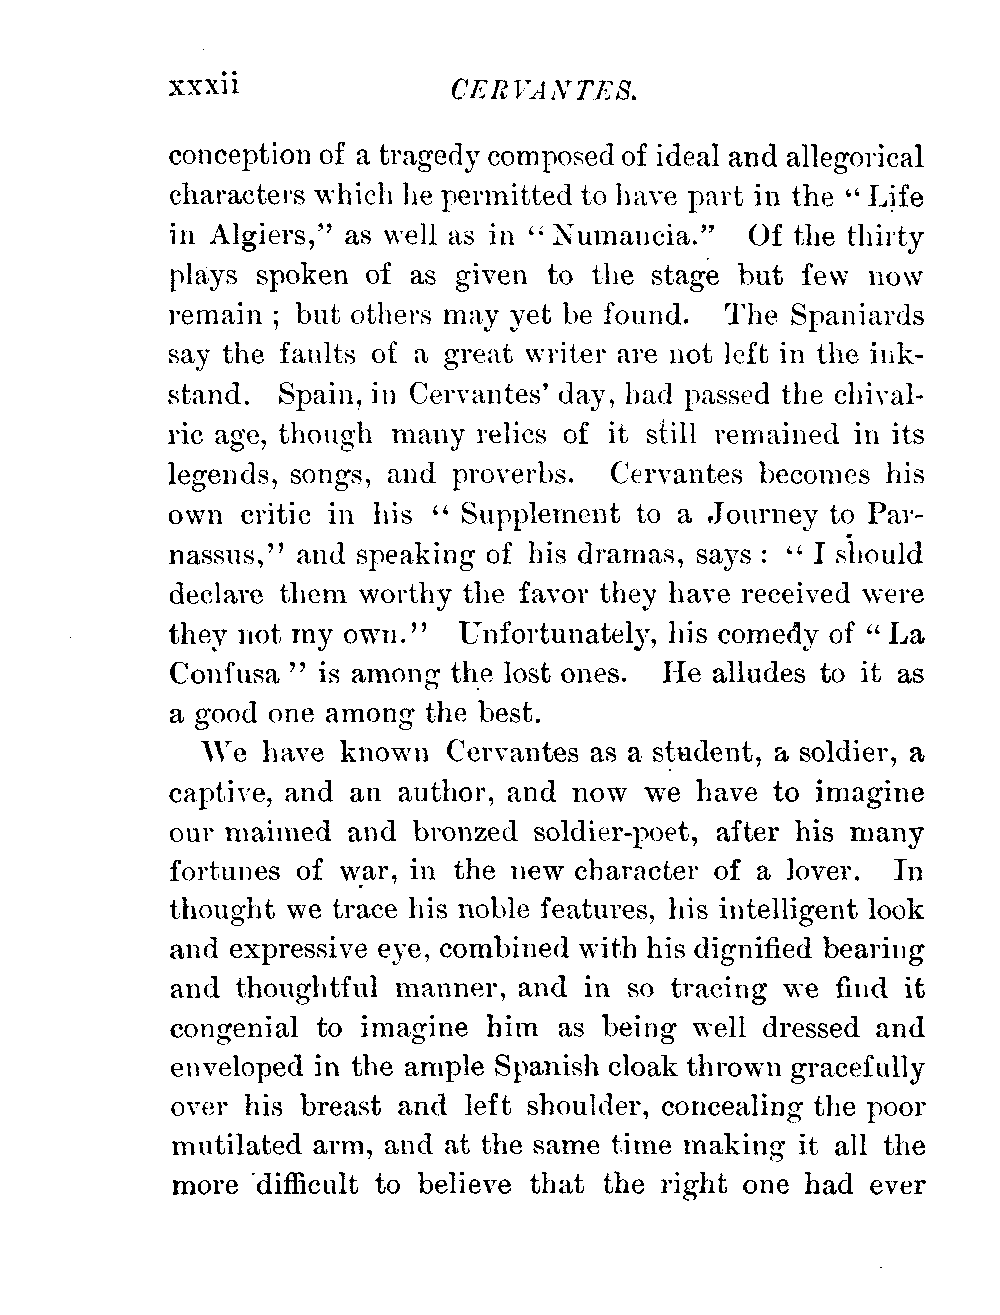 xxxii CERVANTES.
conception of a tragedy composed of ideal and allegorical
characters which he permitted to have part in the “ Life
in Algiers,” as well as in “ Numancia.” Of the thirty
plays spoken of as given to the stage but few now
remain ; but others may yet be found. The Spaniards
say the faults of a great writer are not left in the ink-
stand. Spain, in Cervantes’ day, had passed the chival-
ric age, though many relics of it still remained in its
legends, songs, and proverbs. Cervantes becomes his
own critic in his “ Supplement to a Journey to Par-
nassus,” and speaking of his dramas, says : “ I should
declare them worthy the favor they have received were
they not my own.” Unfortunately, his comedy of “ La
Confusa ” is among the lost ones. He alludes to it as
a good one among the best.
We have known Cervantes as a student, a soldier, a
captive, and an author, and now we have to imagine
our maimed and bronzed soldier-poet, after his many
fortunes of war, in the new character of a lover. In
thought we trace his noble features, his intelligent look
and expressive eye, combined with his dignified bearing
and thoughtful manner, and in so tracing we find it
congenial to imagine him as being well dressed and
enveloped in the ample Spanish cloak thrown gracefully
over his breast and left shoulder, concealing the poor
mutilated arm, and at the same time making it all the
more difficult to believe that the right one had ever